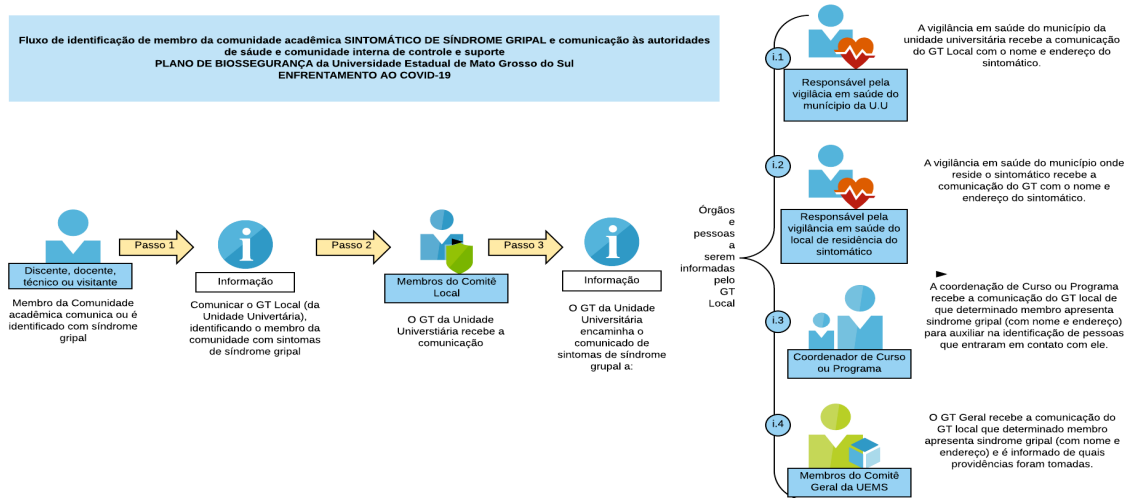 Fluxo de identificação de membro da comunidade acadêmica SINTOMÁTICO DE SÍNDROME GRIPAL e comunicação às autoridades
de sáude e comunidade interna de controle e suporte
PLANO DE BIOSSEGURANÇA da Universidade Estadual de Mato Grosso do Sul
ENFRENTAMENTO AO COVID-19
Discente, docente,
técnico ou visitante
Membro da Comunidade
acadêmica comunica ou é
identificado com síndrome
gripal
Passo 1
Informação
Comunicar o GT Local (da
Unidade Univertária),
identificando o membro da
comunidade com sintomas
de síndrome gripal
Passo 2
Membros do Comitê
Local
O GT da Unidade
Universtiária recebe a
comunicação
Passo 3
Informação
O GT da Unidade
Universitária
encaminha o
comunicado de
sintomas de síndrome
grupal a:
Órgãos
e
pessoas
a
serem
informadas
pelo
GT
Local
i.1
Responsável pela
vigilâcia em saúde do
munícipio da U.U
A vigilância em saúde do município da
unidade universitária recebe a comunicação
do GT Local com o nome e endereço do
sintomático.
i.2
Responsável pela
vigilância em saúde do
local de residência do
sintomático
A vigilância em saúde do município onde
reside o sintomático recebe a
comunicação do GT com o nome e
endereço do sintomático.
i.3
Coordenador de Curso
ou Programa
A coordenação de Curso ou Programa
recebe a comunicação do GT local de
que determinado membro apresenta
sindrome gripal (com nome e endereço)
para auxiliar na identificação de pessoas
que entraram em contato com ele.
i.4
Membros do Comitê
Geral da UEMS
O GT Geral recebe a comunicação do
GT local que determinado membro
apresenta sindrome gripal (com nome e
endereço) e é informado de quais
providências foram tomadas.